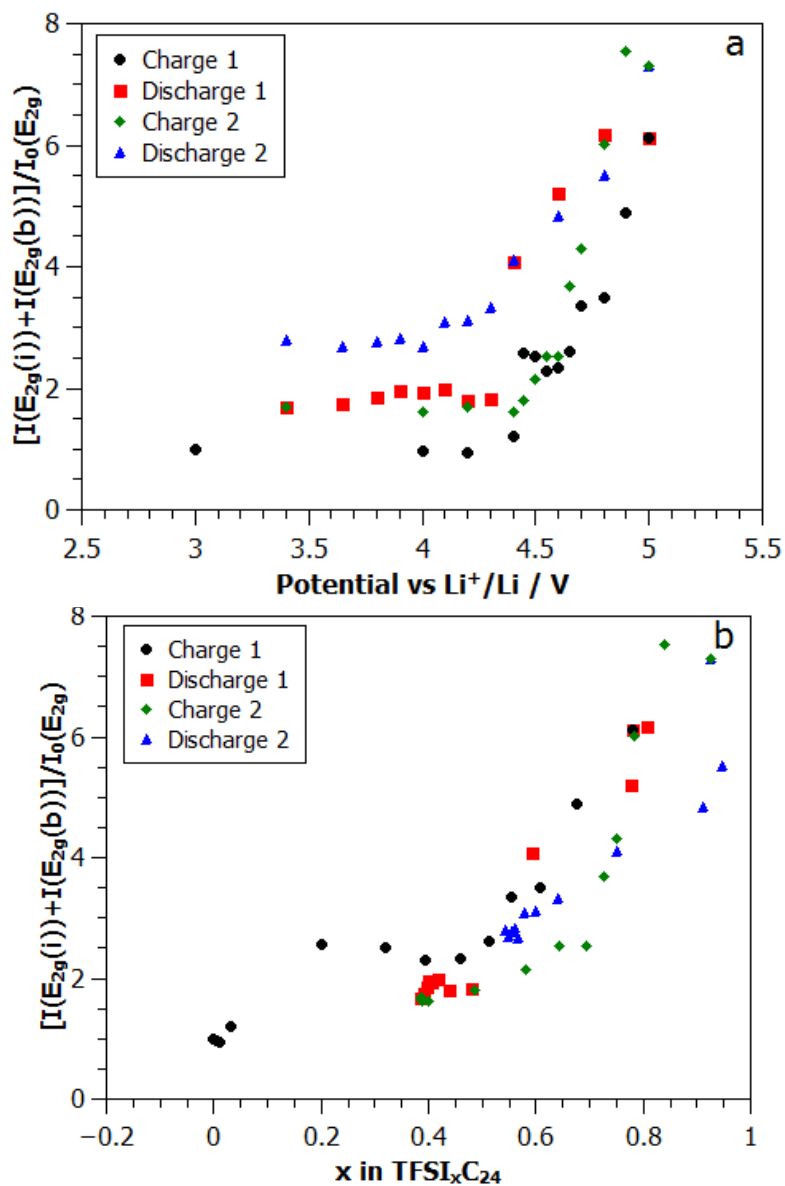 a
Charge 1
Discharge 1
Charge 2
Discharge 2
8
6
4
2
0
[I(E2g(i))+I(E2g(b))]/I0(E2g)
2.5 3 3.5 4 4.5 5 5.5
Potential vs Li+/Li / V
b
Charge 1
Discharge 1
Charge 2
Discharge 2
8
6
4
2
0
[I(E2g(i))+I(E2g(b))]/I0(E2g)
−0.2 0 0.2 0.4 0.6 0.8 1
x in TFSIxC24